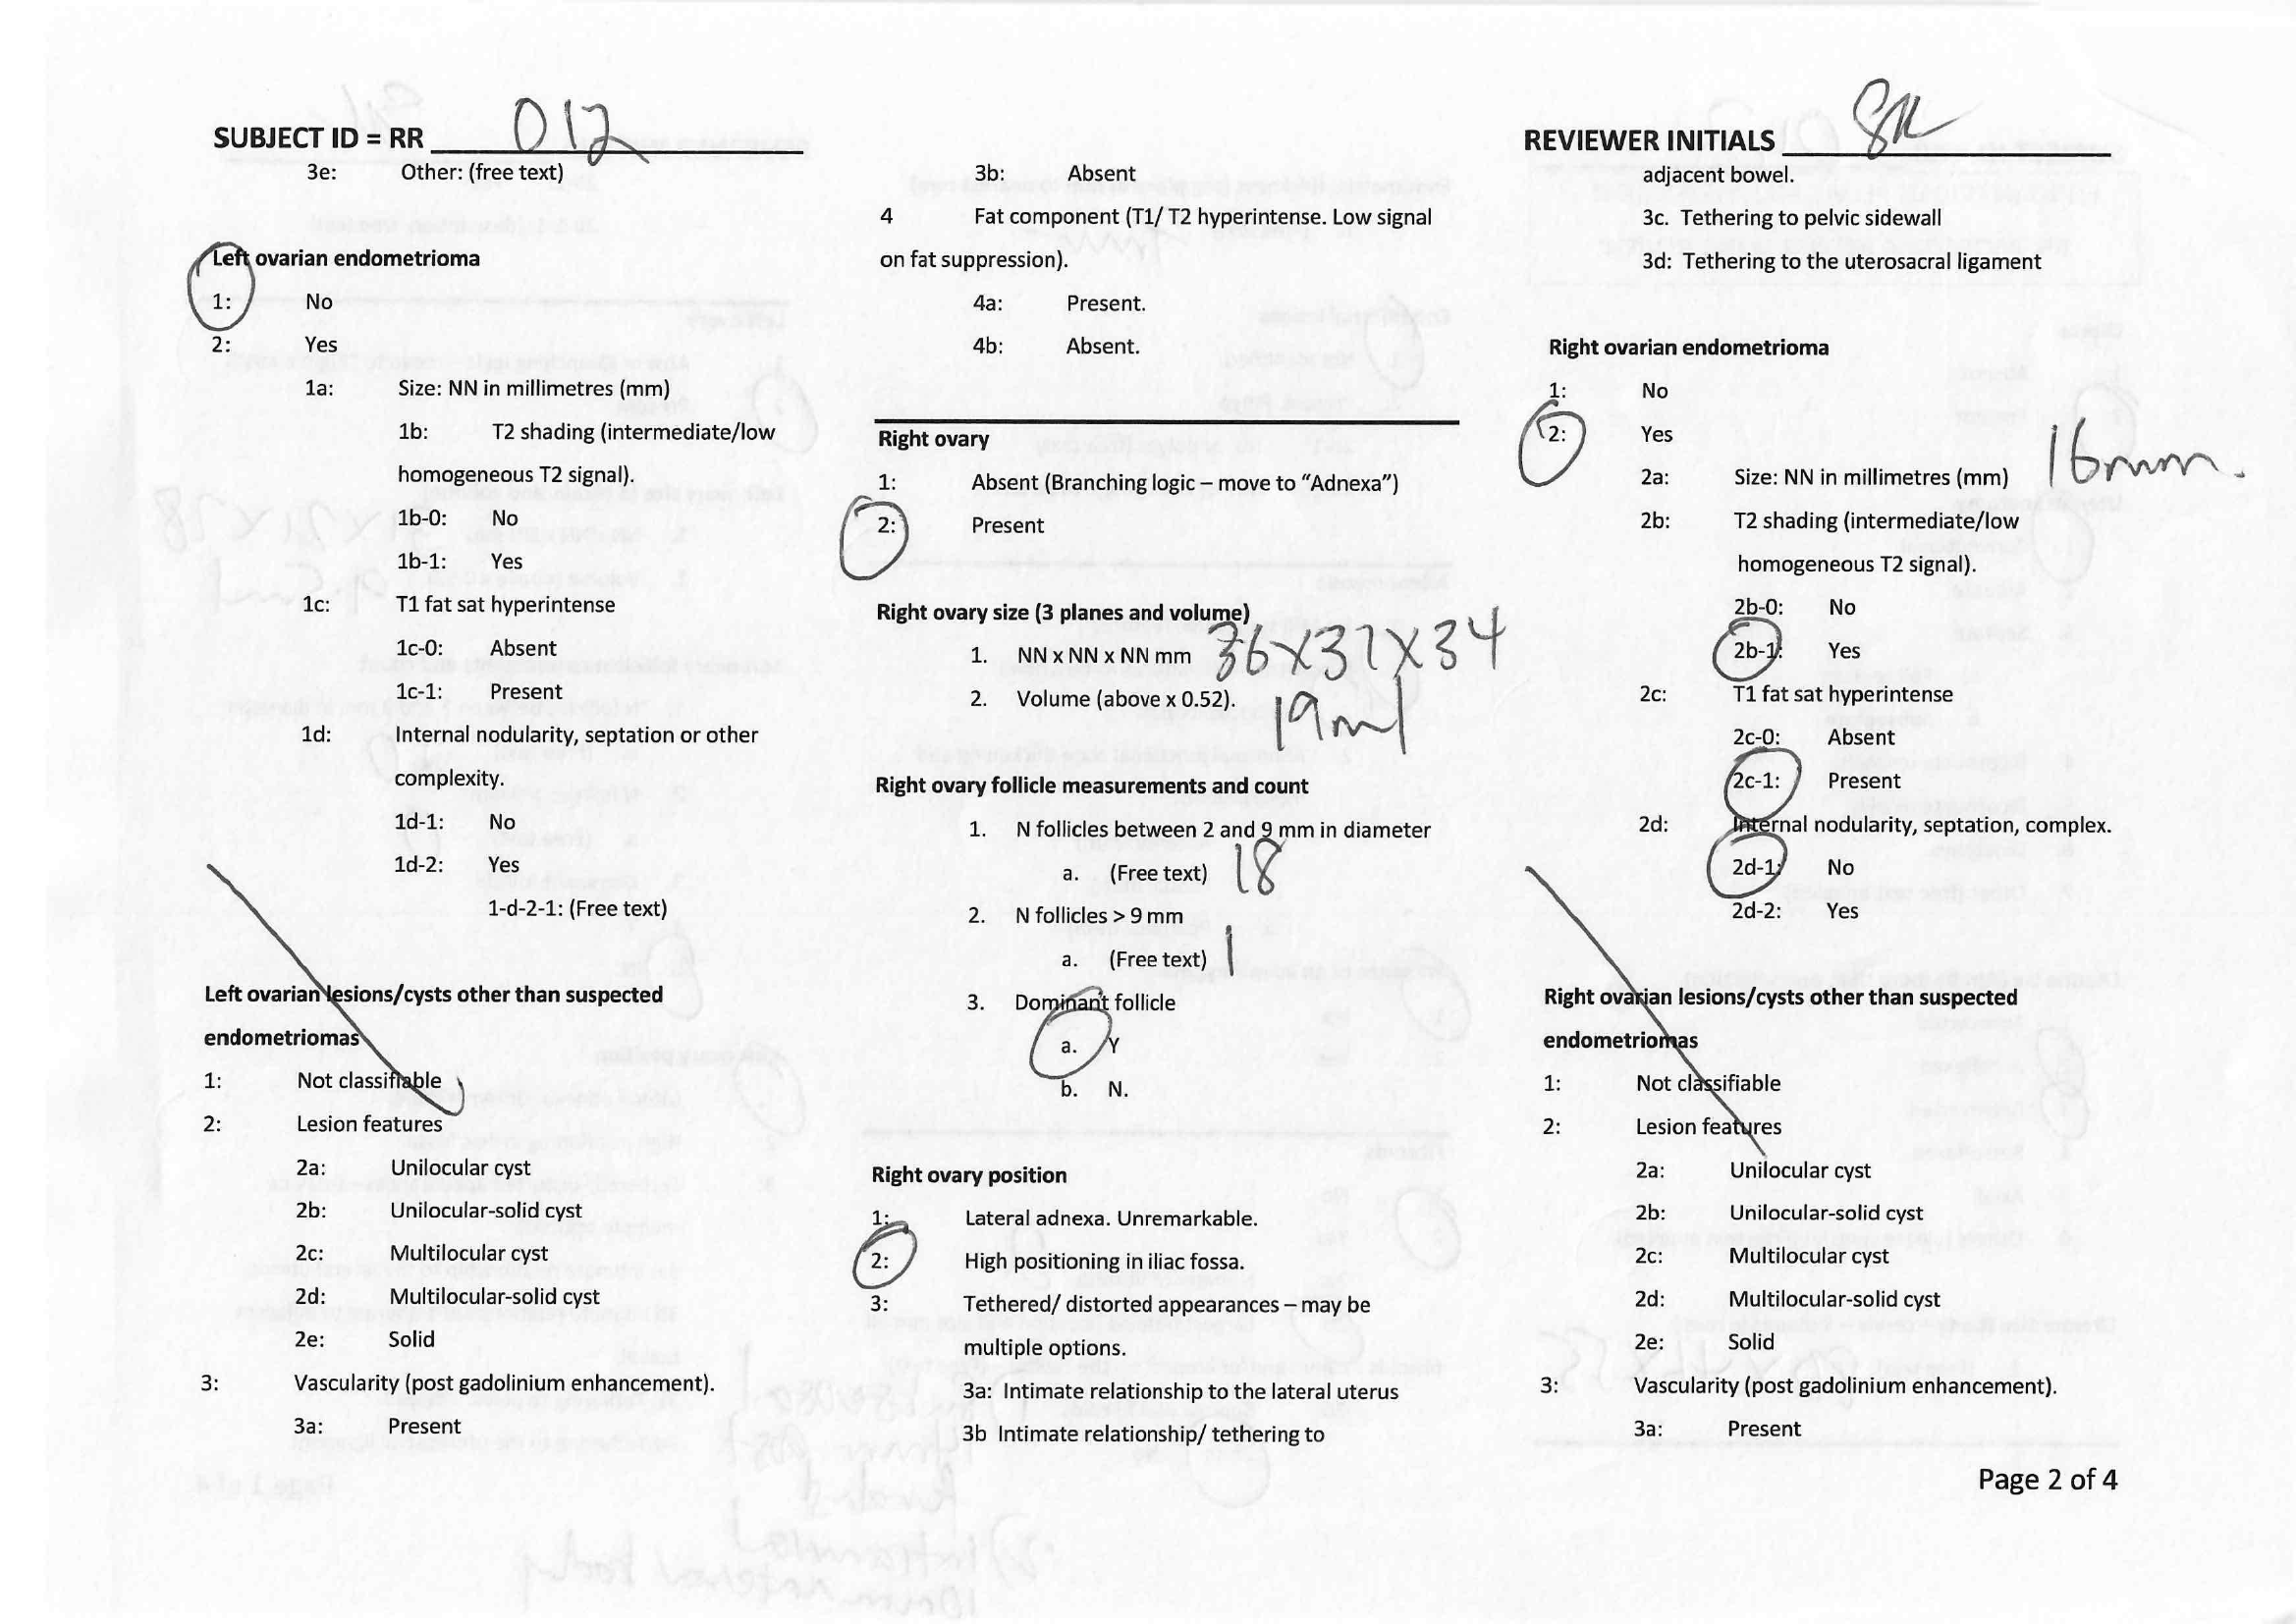 SUBJECT ID = RR 012
3e: Other: (free text)
Left ovarian endometrioma
1: No
2: Yes
1a: Size: NN in millimetres (mm)
1b: T2 shading (intermediate/low
homogeneous T2 signal).
1b-0: No
1b-1: Yes
1c: T1 fat sat hyperintense
1c-0: Absent
1c-1: Present
1d: Internal nodularity, septation or other
complexity.
1d-1: No
1d-2: Yes
1-d-2-1: (Free text)
Left ovarian lesions/cysts other than suspected
endometriomas
1: Not classifiable
2: Lesion features
2a: Unilocular cyst
2b: Unilocular-solid cyst
2c: Multilocular cyst
2d: Multilocular-solid cyst
2e: Solid
3: Vascularity (post gadolinium enhancement).
3a: Present
3b: Absent
4 Fat component (T1/ T2 hyperintense. Low signal
on fat suppression).
4a: Present.
4b: Absent.
Right ovary
1: Absent (Branching logic – move to “Adnexa”)
2: Present
Right ovary size (3 planes and volume)
1. NN x NN x NN mm 36x31x34
2. Volume (above x 0.52). 19ml
Right ovary follicle measurements and count
1. N follicles between 2 and 9 mm in diameter
a. (Free text) 18
2. N follicles > 9 mm
a. (Free text) 1
3. Dominant follicle
a. Y
b. N.
Right ovary position
1: Lateral adnexa. Unremarkable.
2: High positioning in iliac fossa.
3: Tethered/ distorted appearances – may be
multiple options.
3a: Intimate relationship to the lateral uterus
3b Intimate relationship/ tethering to
REVIEWER INITIALS
adjacent bowel.
3c. Tethering to pelvic sidewall
3d: Tethering to the uterosacral ligament
Right ovarian endometrioma
1: No
2: Yes
2a: Size: NN in millimetres (mm) 16mm.
2b: T2 shading (intermediate/low
homogeneous T2 signal).
2b-0: No
2b-1: Yes
2c: T1 fat sat hyperintense
2c-0: Absent
2c-1: Present
2d: Internal nodularity, septation, complex.
2d-1: No
2d-2: Yes
Right ovarian lesions/cysts other than suspected
endometriomas
1: Not classifiable
2: Lesion features
2a: Unilocular cyst
2b: Unilocular-solid cyst
2c: Multilocular cyst
2d: Multilocular-solid cyst
2e: Solid
3: Vascularity (post gadolinium enhancement).
3a: Present
Page 2 of 4